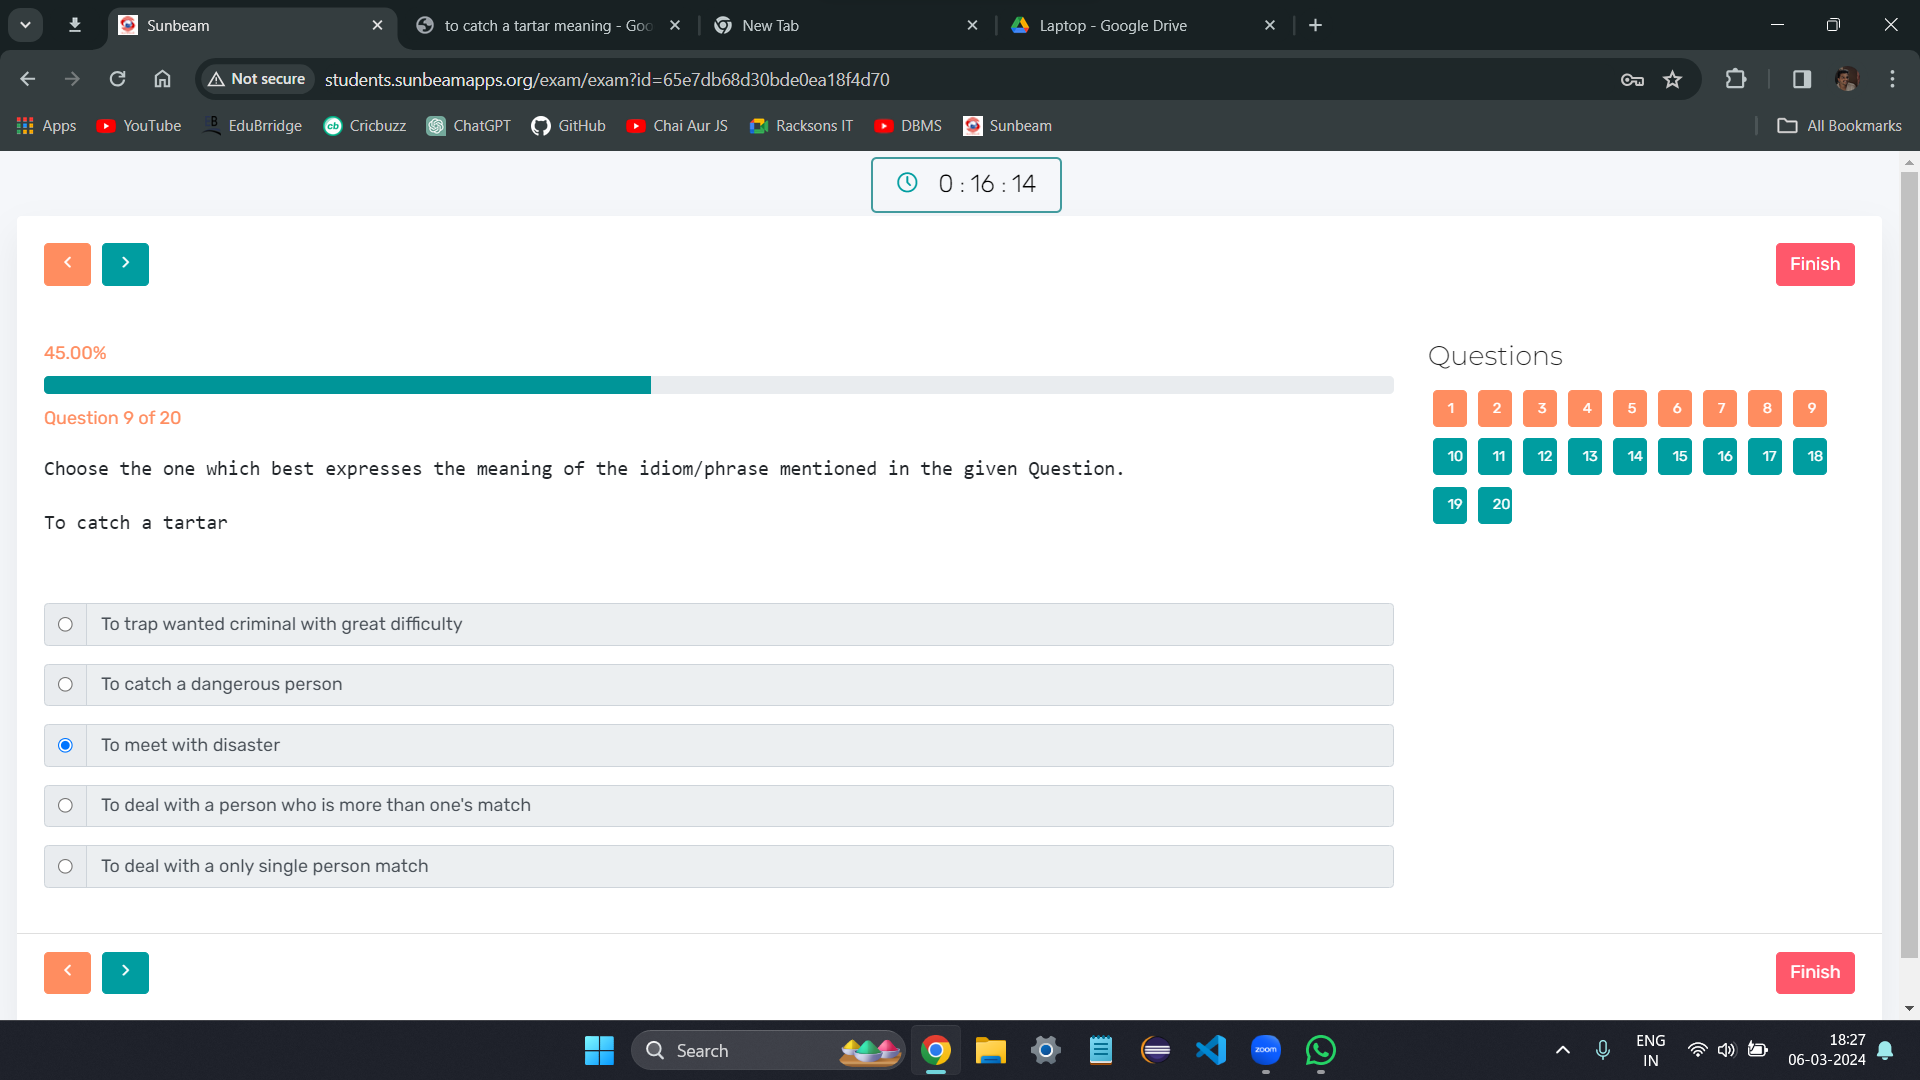 Sunbeam
to catch a tartar meaning - Goo
New Tab
Laptop - Google Drive
Not secure
students.sunbeamapps.org/exam/exam?id=65e7db68d30bde0ea18f4d70
Apps
YouTube
EduBrridge
Cricbuzz
ChatGPT
GitHub
Chai Aur JS
Racksons IT
DBMS
Sunbeam
All Bookmarks
0 : 16 : 14
Finish
45.00%
Question 9 of 20
Choose the one which best expresses the meaning of the idiom/phrase mentioned in the given Question.
To catch a tartar
To trap wanted criminal with great difficulty
To catch a dangerous person
To meet with disaster
To deal with a person who is more than one's match
To deal with a only single person match
Questions
1 2 3 4 5 6 7 8 9
10 11 12 13 14 15 16 17 18
19 20
Finish
Search
zoom
ENG
IN
18:27
06-03-2024